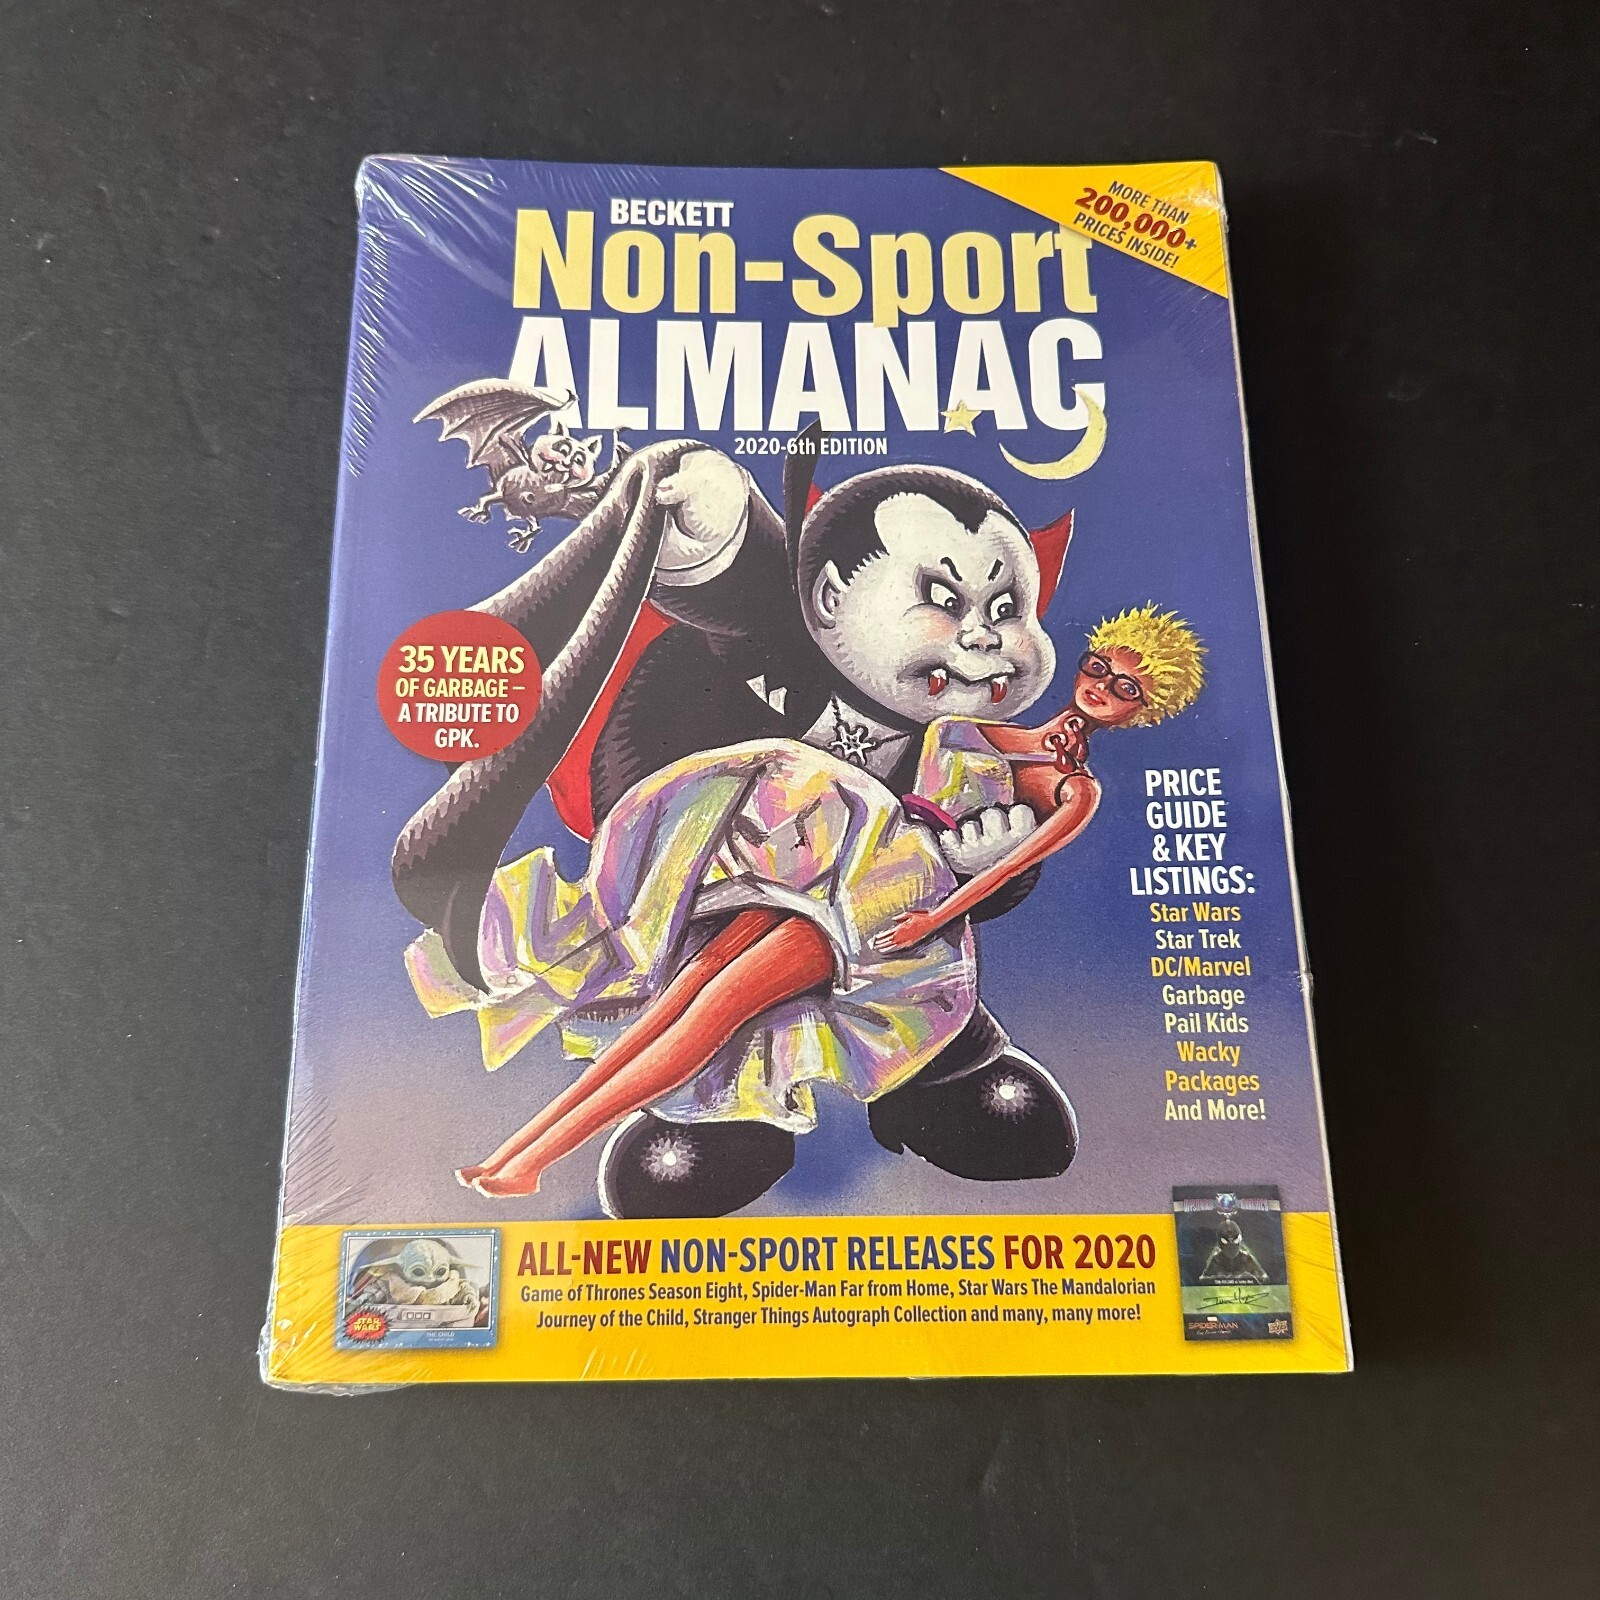 MORE THAN
200,000+
PRICES INSIDE!
BECKETT
Non-Sport
ALMANAC
2020-6th EDITION
35 YEARS
OF GARBAGE –
A TRIBUTE TO
GPK.
PRICE
GUIDE
& KEY
LISTINGS:
Star Wars
Star Trek
DC/Marvel
Garbage
Pail Kids
Wacky
Packages
And More!
ALL-NEW NON-SPORT RELEASES FOR 2020
Game of Thrones Season Eight, Spider-Man Far from Home, Star Wars The Mandalorian
Journey of the Child, Stranger Things Autograph Collection and many, many more!
STAR
WARS
THE CHILD
SPIDER-MAN